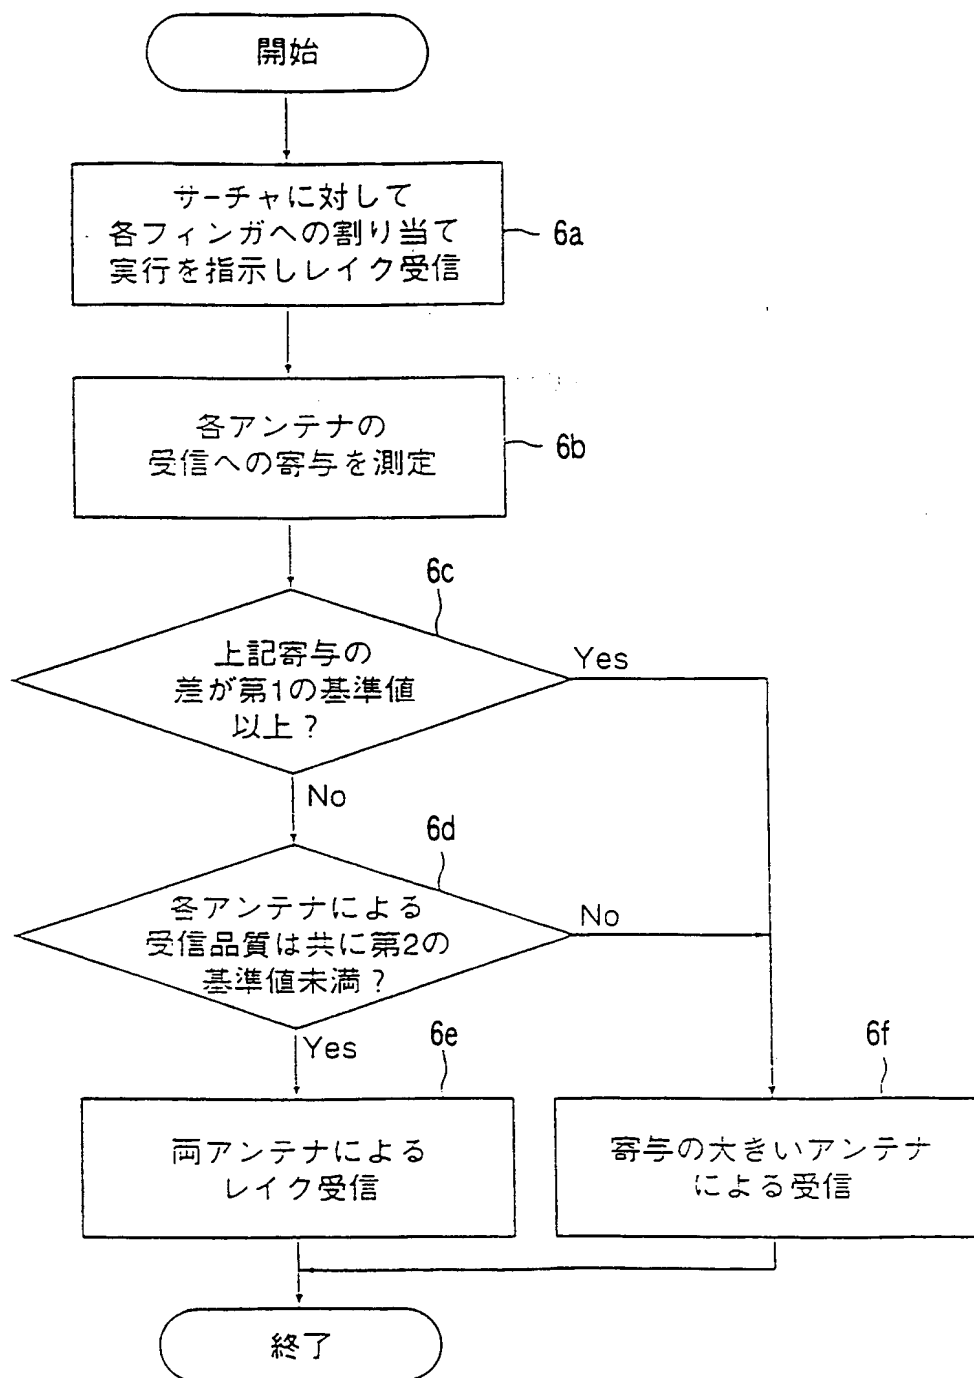 開始
サーチャに対して
各フィンガへの割り当て
実行を指示しレイク受信
6a
各アンテナの
受信への寄与を測定
6b
6c
上記寄与の
差が第1の基準値
以上？
Yes
No
6d
各アンテナによる
受信品質は共に第2の
基準値未満？
No
Yes
6e
両アンテナによる
レイク受信
6f
寄与の大きいアンテナ
による受信
終了